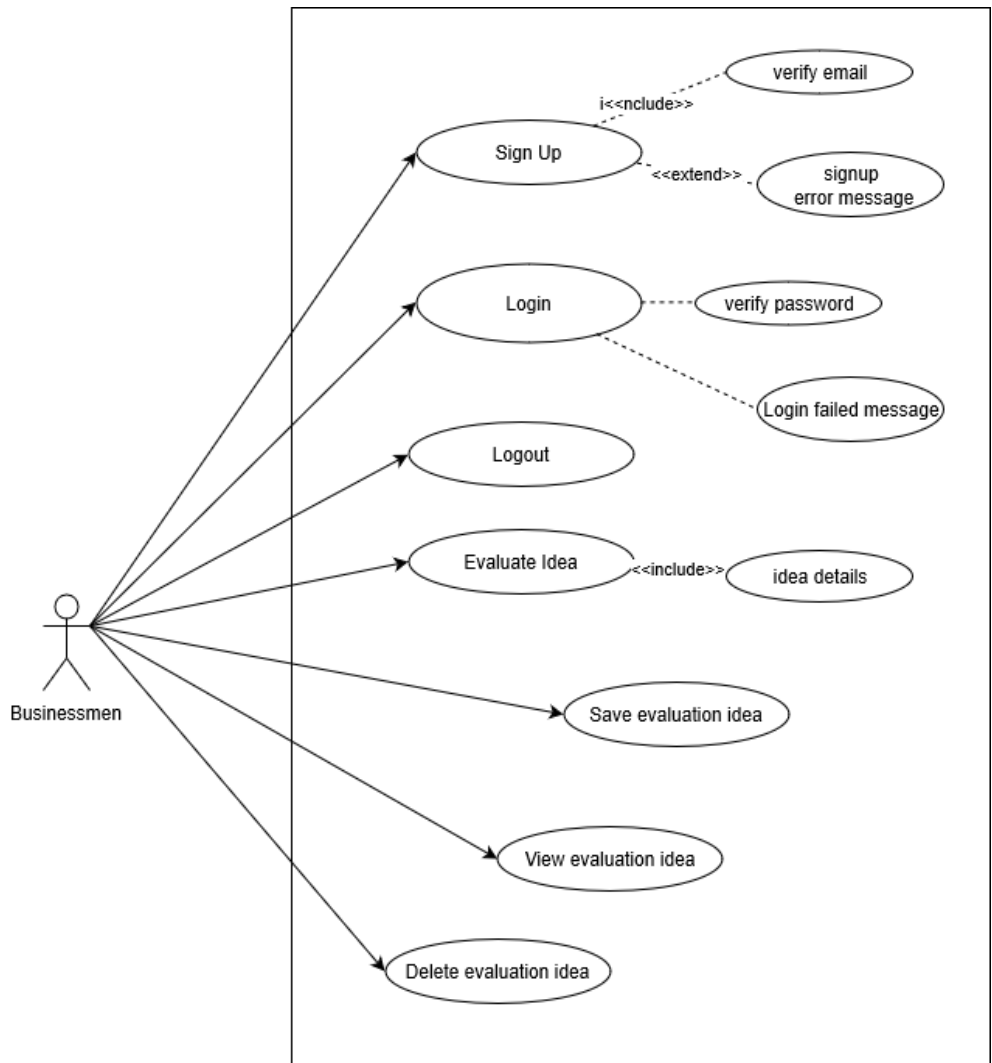 verify email
i<<nclude>>
Sign Up
<<extend>>
signup
error message
Login
verify password
Login failed message
Logout
Evaluate Idea
<<include>>
idea details
Businessmen
Save evaluation idea
View evaluation idea
Delete evaluation idea